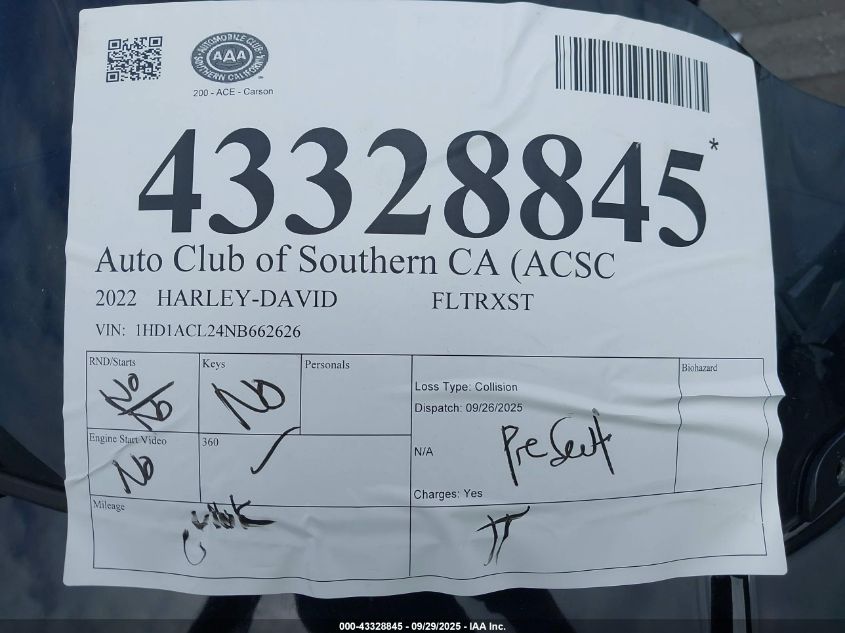 AUTOMOBILE CLUB
AAA
SOUTHERN CALIFORNIA
200 - ACE - Carson
43328845*
Auto Club of Southern CA (ACSC
2022 HARLEY-DAVID FLTRXST
VIN: 1HD1ACL24NB662626
RND/Starts
No/No
Keys
No
Personals
Loss Type: Collision
Dispatch: 09/26/2025
N/A
Present
Charges: Yes
Biohazard
Engine Start Video
No
360
Mileage
000-43328845 - 09/29/2025 - IAA Inc.